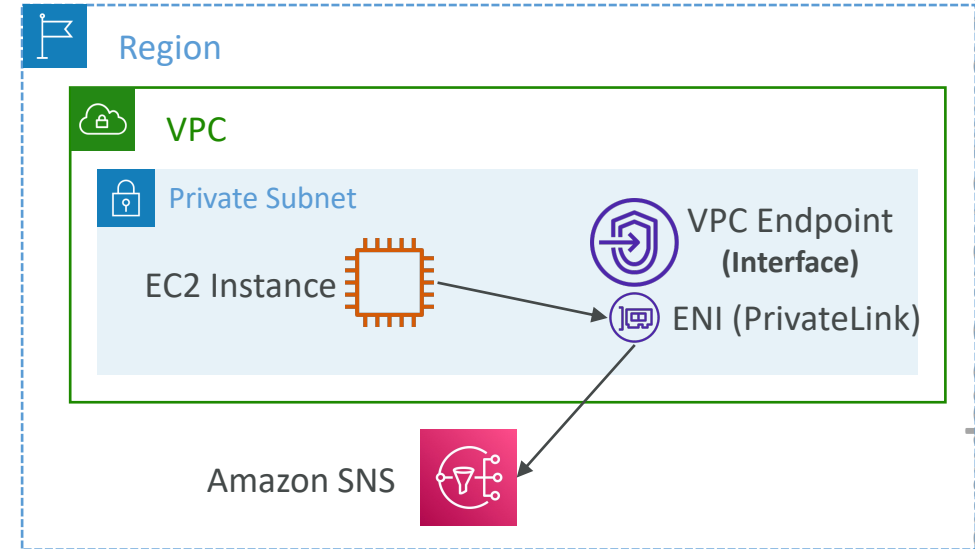 Region
VPC
Private Subnet
VPC Endpoint
(Interface)
EC2 Instance
ENI (PrivateLink)
Amazon SNS